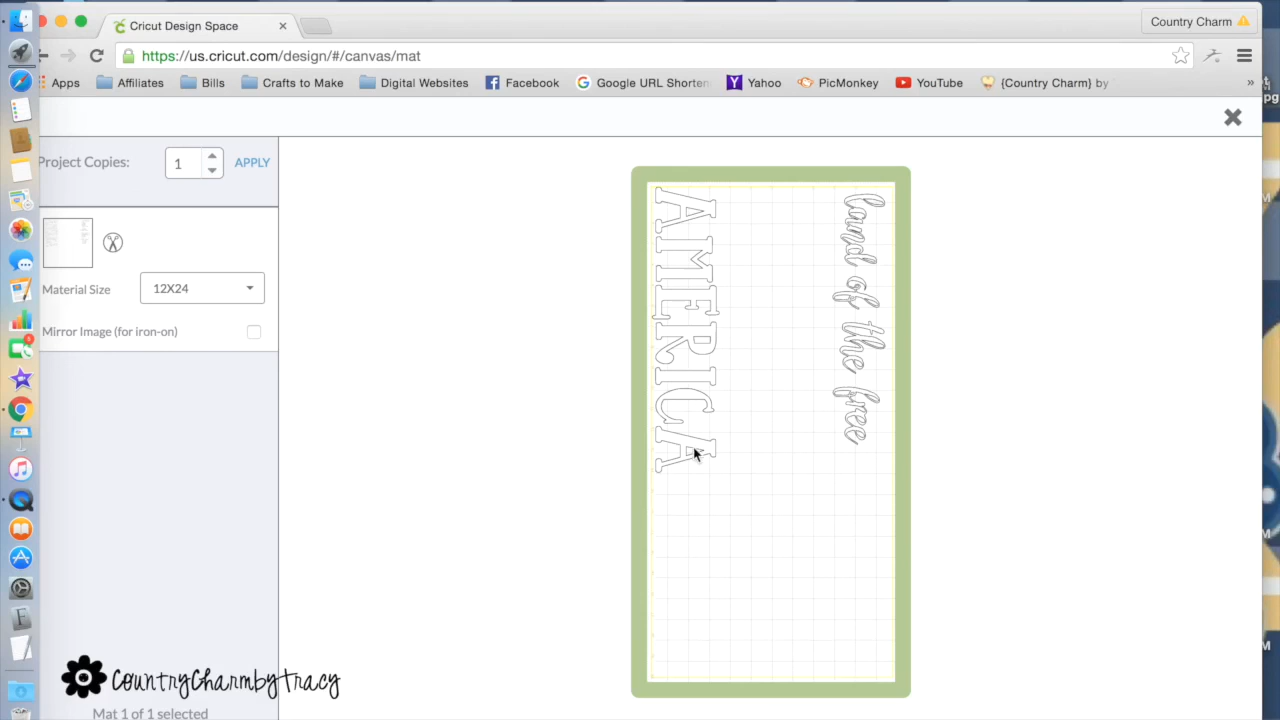 Cricut Design Space
Country Charm
https://us.cricut.com/design/#/canvas/mat
Apps Affiliates Bills Crafts to Make Digital Websites Facebook Google URL Shorten Yahoo PicMonkey YouTube {Country Charm} by »
Project Copies: 1 APPLY
Material Size 12X24
Mirror Image (for iron-on)
AMERICA
land of the free
CountryCharmbytracy
Mat 1 of 1 selected